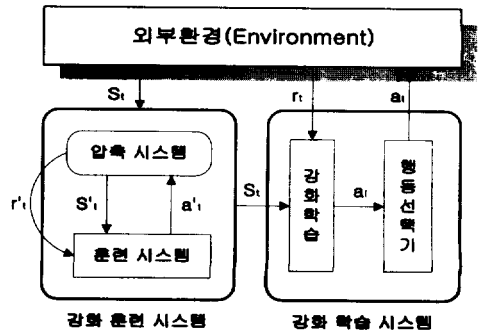 외부환경(Environment)
St
rt
at
압축 시스템
r't
S't
a't
훈련 시스템
St
강화학습
at
행동선택기
강화 훈련 시스템
강화 학습 시스템